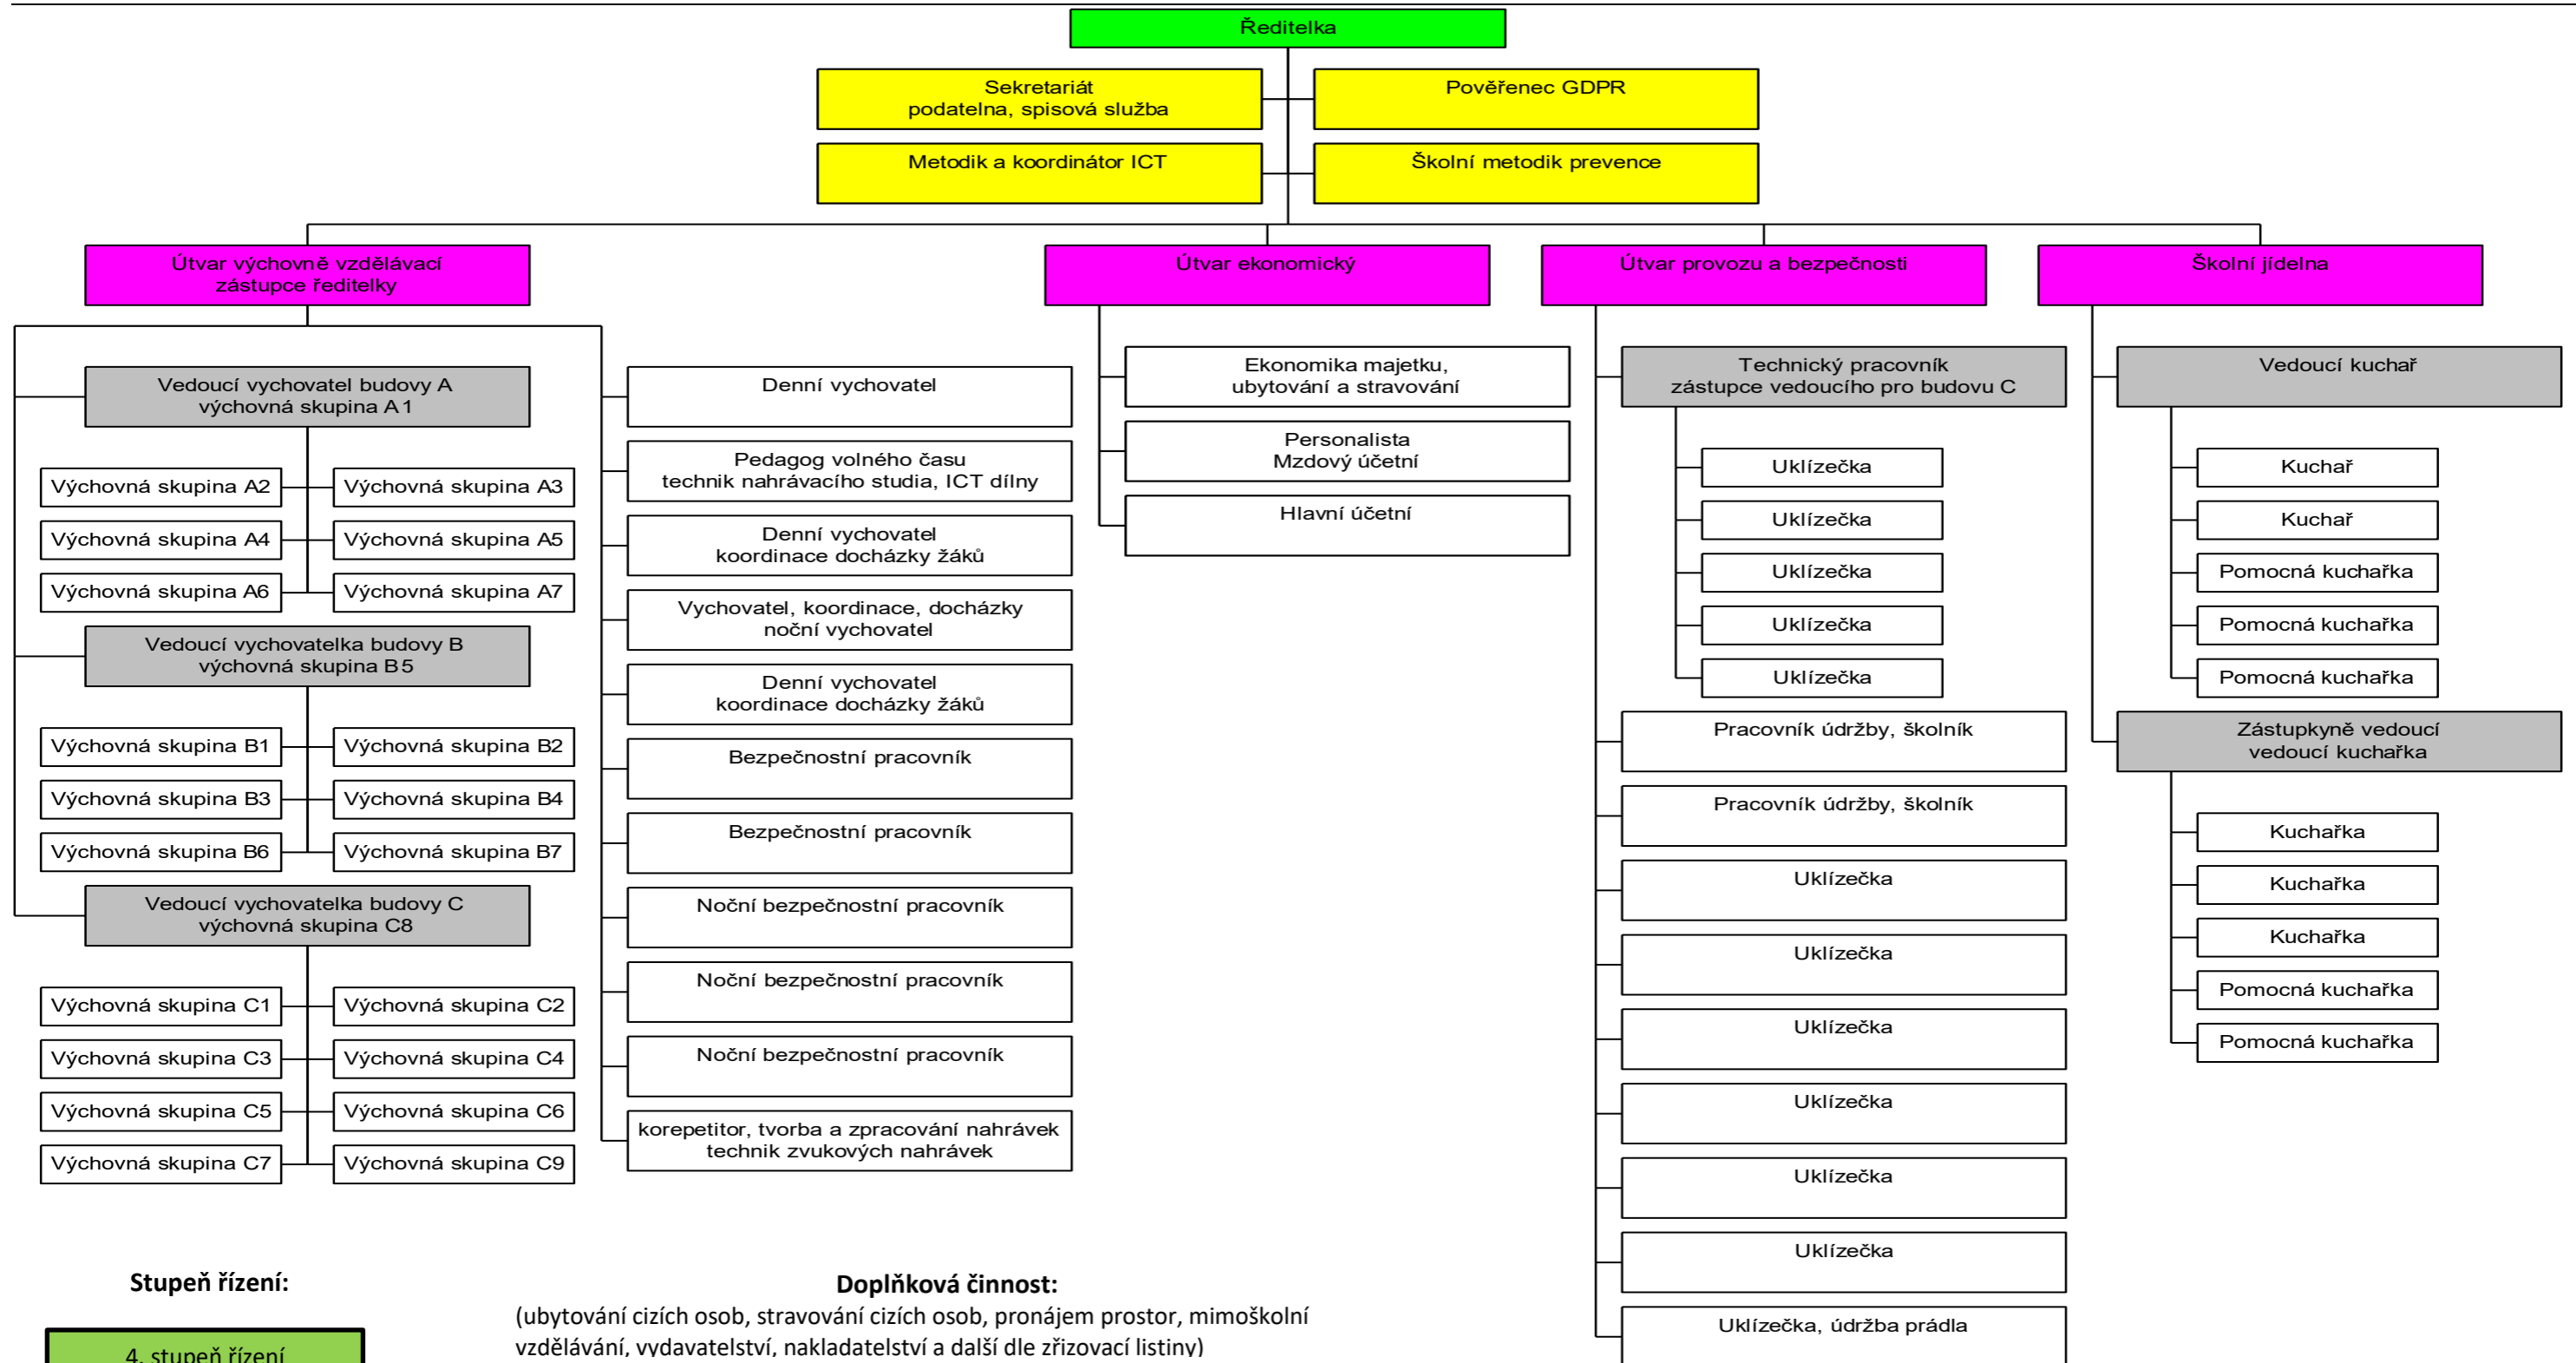 Ředitelka
Sekretariát
podatelna, spisová služba
Pověřenec GDPR
Metodik a koordinátor ICT
Školní metodik prevence
Útvar výchovně vzdělávací
zástupce ředitelky
Útvar ekonomický
Útvar provozu a bezpečnosti
Školní jídelna
Vedoucí vychovatel budovy A
výchovná skupina A1
Výchovná skupina A2
Výchovná skupina A3
Výchovná skupina A4
Výchovná skupina A5
Výchovná skupina A6
Výchovná skupina A7
Vedoucí vychovatelka budovy B
výchovná skupina B5
Výchovná skupina B1
Výchovná skupina B2
Výchovná skupina B3
Výchovná skupina B4
Výchovná skupina B6
Výchovná skupina B7
Vedoucí vychovatelka budovy C
výchovná skupina C8
Výchovná skupina C1
Výchovná skupina C2
Výchovná skupina C3
Výchovná skupina C4
Výchovná skupina C5
Výchovná skupina C6
Výchovná skupina C7
Výchovná skupina C9
Denní vychovatel
Pedagog volného času
technik nahrávacího studia, ICT dílny
Denní vychovatel
koordinace docházky žáků
Vychovatel, koordinace, docházky
noční vychovatel
Denní vychovatel
koordinace docházky žáků
Bezpečnostní pracovník
Bezpečnostní pracovník
Noční bezpečnostní pracovník
Noční bezpečnostní pracovník
Noční bezpečnostní pracovník
korepetitor, tvorba a zpracování nahrávek
technik zvukových nahrávek
Ekonomika majetku,
ubytování a stravování
Personalista
Mzdový účetní
Hlavní účetní
Technický pracovník
zástupce vedoucího pro budovu C
Uklízečka
Uklízečka
Uklízečka
Uklízečka
Uklízečka
Pracovník údržby, školník
Pracovník údržby, školník
Uklízečka
Uklízečka
Uklízečka
Uklízečka
Uklízečka
Uklízečka
Uklízečka, údržba prádla
Vedoucí kuchař
Kuchař
Kuchař
Pomocná kuchařka
Pomocná kuchařka
Pomocná kuchařka
Zástupkyně vedoucí
vedoucí kuchařka
Kuchařka
Kuchařka
Kuchařka
Pomocná kuchařka
Pomocná kuchařka
Stupeň řízení:
4. stupeň řízení
Doplňková činnost:
(ubytování cizích osob, stravování cizích osob, pronájem prostor, mimoškolní
vzdělávání, vydavatelství, nakladatelství a další dle zřizovací listiny)